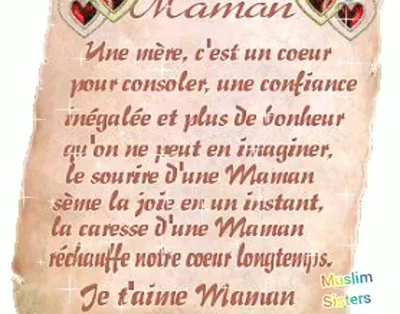 Maman
Une mère, c'est un coeur
pour consoler, une confiance
inégalée et plus de bonheur
qu'on ne peut en imaginer,
le sourire d'une Maman
sème la joie en un instant,
la caresse d'une Maman
réchauffe notre coeur longtemps.
Je t'aime Maman
Muslim
Sisters